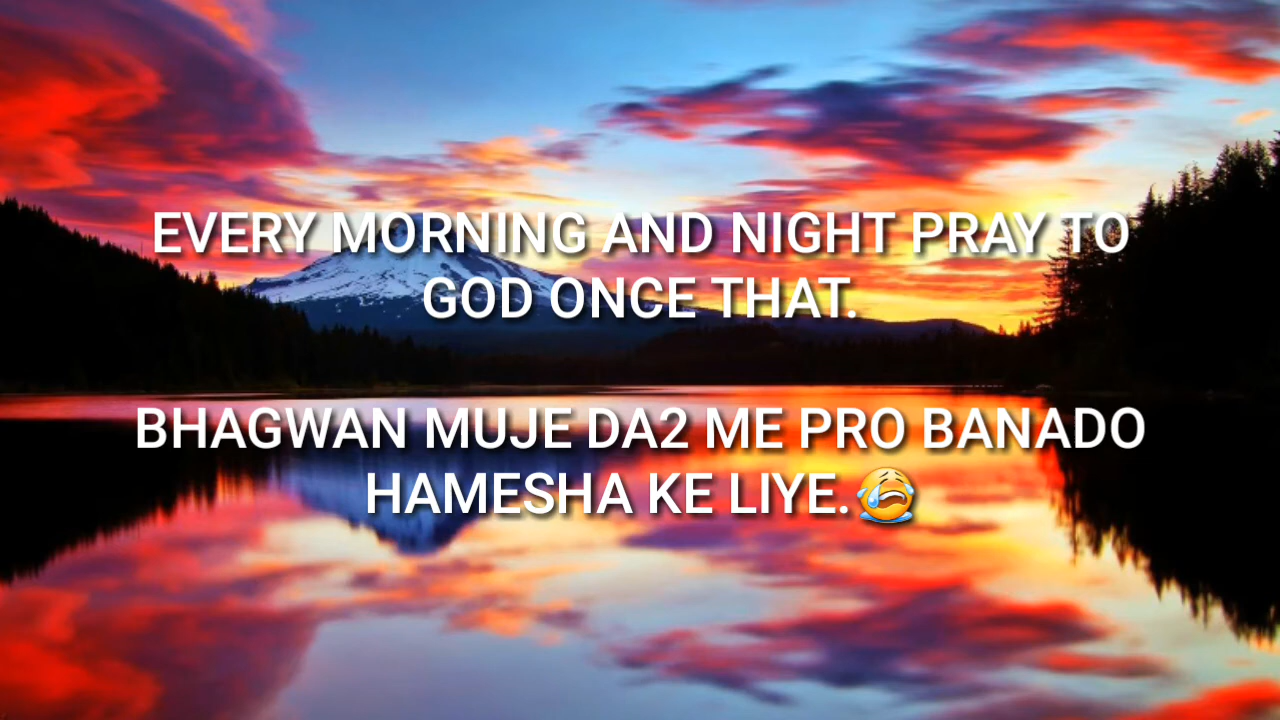 EVERY MORNING AND NIGHT PRAY TO
GOD ONCE THAT.
BHAGWAN MUJE DA2 ME PRO BANADO
HAMESHA KE LIYE.😭